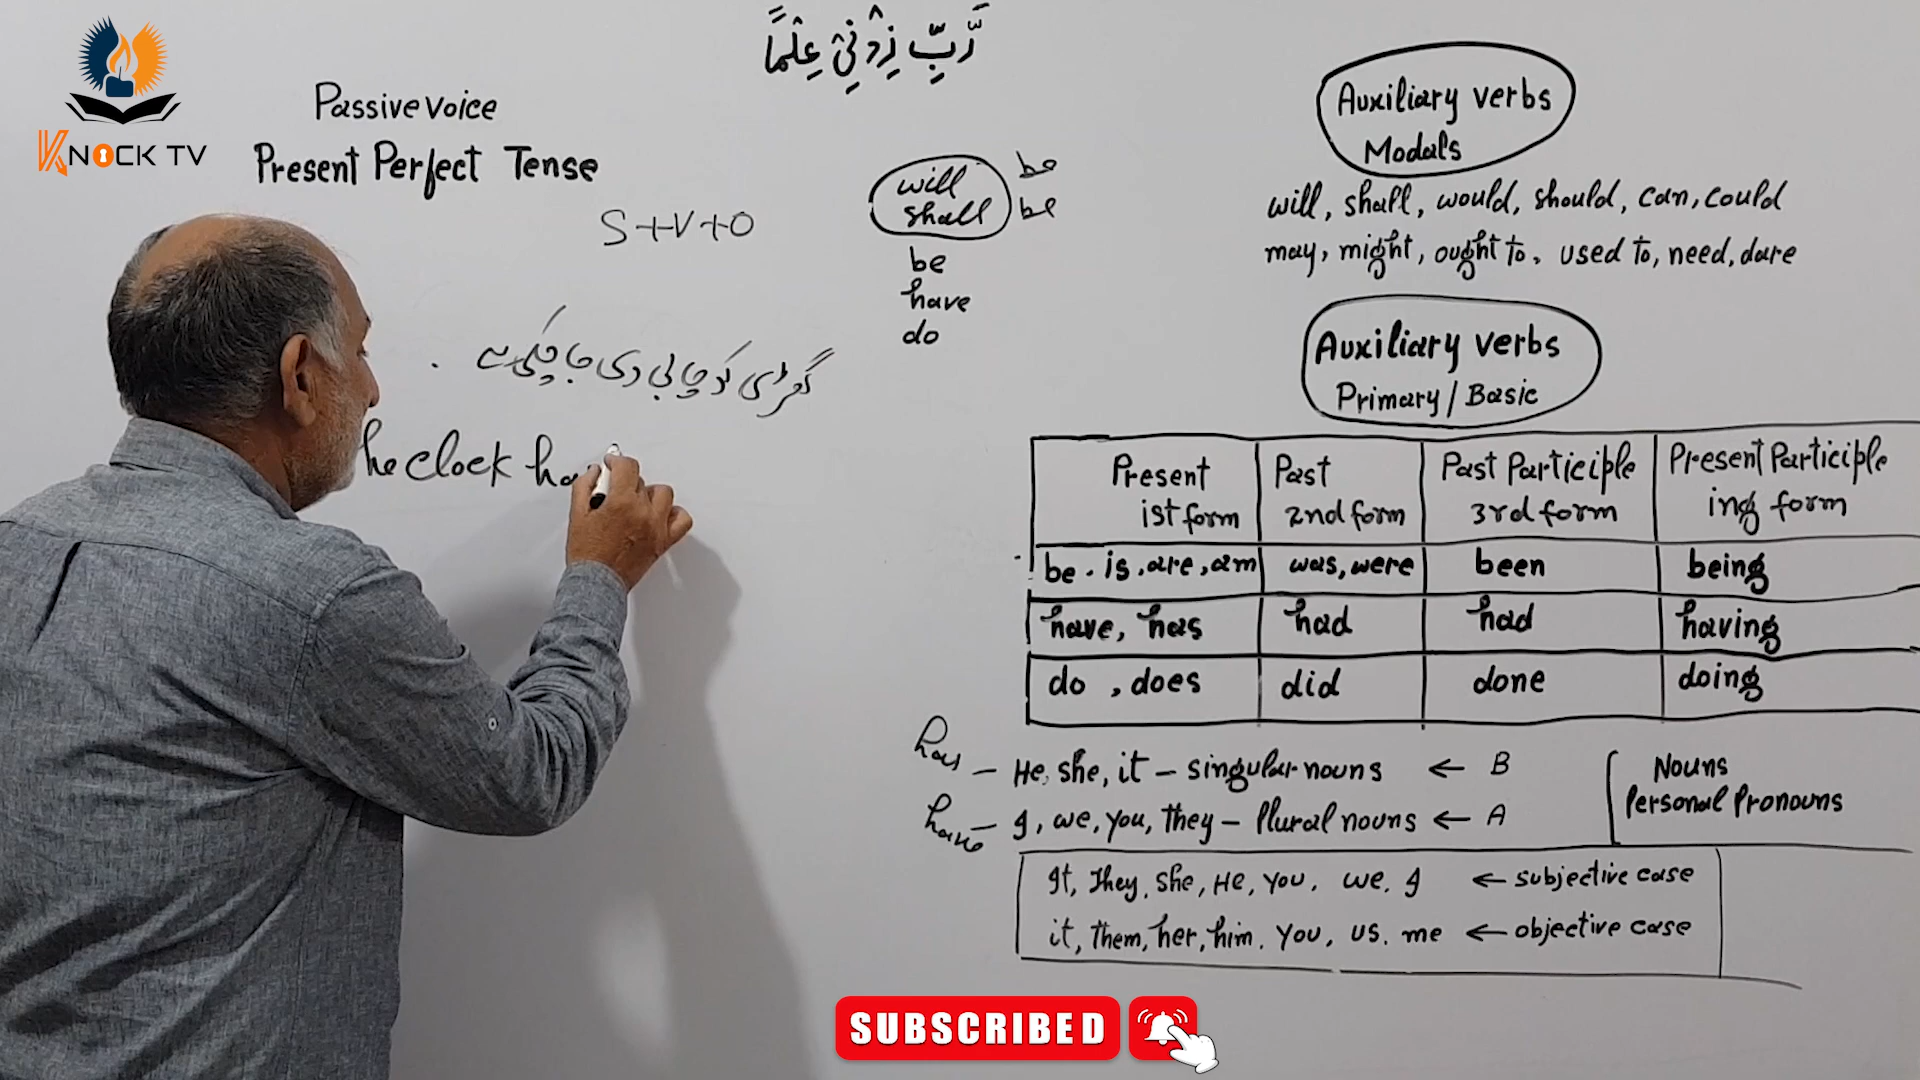 رَّبِّ زِدْنِيْ عِلْمًا
KNOCK TV
Passive voice
Present Perfect Tense
S+V+O
گھڑی کو چابی دی جا چکی ہے
he clock ha
will be
shall be
be
have
do
Auxiliary verbs
Modals
will, shall, would, should, can, could
may, might, ought to, used to, need, dare
Auxiliary verbs
Primary/Basic
Present Past Past Participle Present Participle
ist form 2nd form 3rd form ing form
be . is, are, am was, were been being
have, has had had having
do , does did done doing
has – He, she, it – singular nouns ← B
have – I, we, you, they – Plural nouns ← A
Nouns
Personal Pronouns
It, They, She, He, You, we, I ← subjective case
it, them, her, him, You, us, me ← objective case
SUBSCRIBED